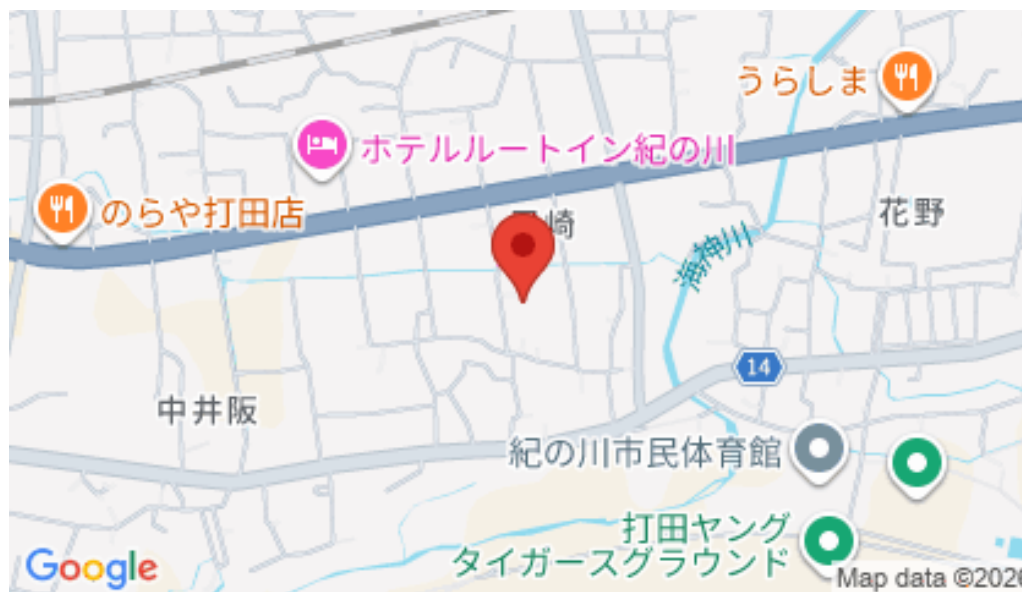 うらしま
ホテルルートイン紀の川
のらや打田店
崎
花野
海神川
14
中井阪
紀の川市民体育館
打田ヤング
タイガースグラウンド
Google
Map data ©2026